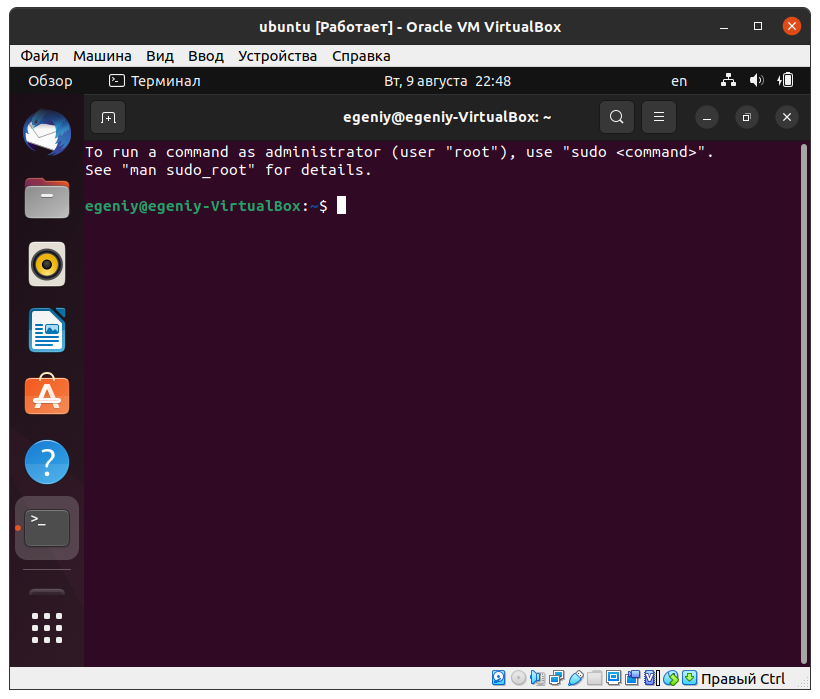 ubuntu [Работает] - Oracle VM VirtualBox
Файл Машина Вид Ввод Устройства Справка
Обзор Терминал Вт, 9 августа 22:48 en
egeniy@egeniy-VirtualBox: ~
To run a command as administrator (user "root"), use "sudo <command>".
See "man sudo_root" for details.
egeniy@egeniy-VirtualBox:~$
Правый Ctrl